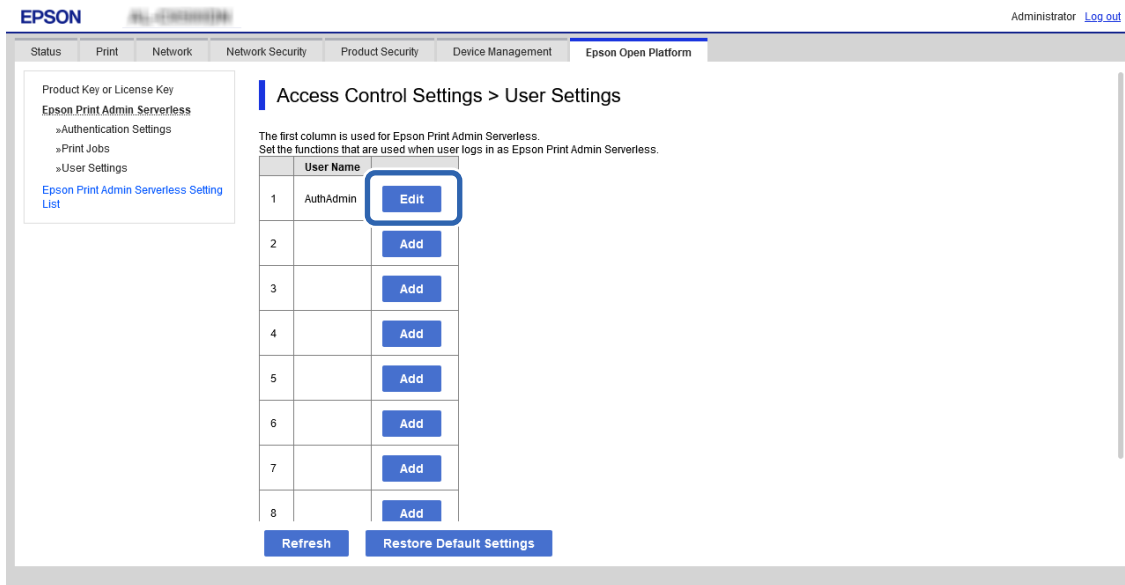 EPSON
Administrator Log out
Status Print Network Network Security Product Security Device Management Epson Open Platform
Product Key or License Key
Epson Print Admin Serverless
»Authentication Settings
»Print Jobs
»User Settings
Epson Print Admin Serverless Setting
List
Access Control Settings > User Settings
The first column is used for Epson Print Admin Serverless.
Set the functions that are used when user logs in as Epson Print Admin Serverless.
User Name
1 AuthAdmin Edit
2 Add
3 Add
4 Add
5 Add
6 Add
7 Add
8 Add
Refresh Restore Default Settings